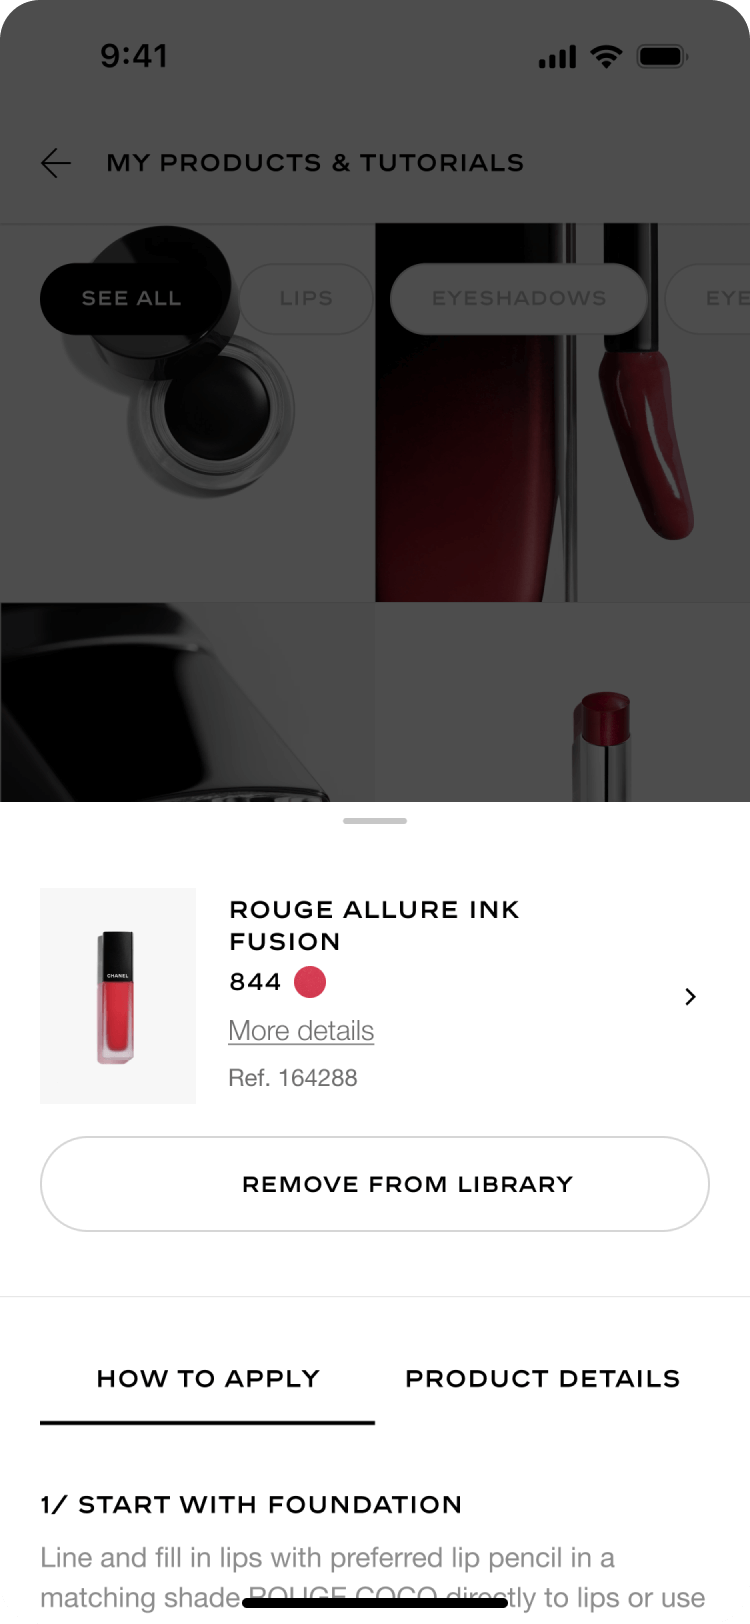 9:41
MY PRODUCTS & TUTORIALS
SEE ALL
LIPS
EYESHADOWS
EYE
CHANEL
ROUGE ALLURE INK
FUSION
844
More details
Ref. 164288
REMOVE FROM LIBRARY
HOW TO APPLY
PRODUCT DETAILS
1/ START WITH FOUNDATION
Line and fill in lips with preferred lip pencil in a
matching shade ROUGE COCO directly to lips or use